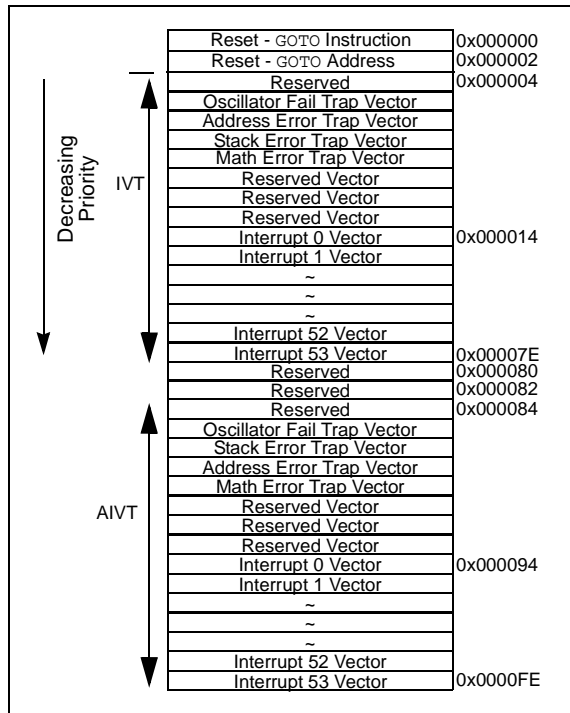 Reset - GOTO Instruction 0x000000
Reset - GOTO Address 0x000002
Reserved 0x000004
Oscillator Fail Trap Vector
Address Error Trap Vector
Stack Error Trap Vector
Math Error Trap Vector
Reserved Vector
Reserved Vector
Reserved Vector
Interrupt 0 Vector 0x000014
Interrupt 1 Vector
~
~
~
Interrupt 52 Vector
Interrupt 53 Vector 0x00007E
Reserved 0x000080
Reserved 0x000082
Reserved 0x000084
Oscillator Fail Trap Vector
Stack Error Trap Vector
Address Error Trap Vector
Math Error Trap Vector
Reserved Vector
Reserved Vector
Reserved Vector
Interrupt 0 Vector 0x000094
Interrupt 1 Vector
~
~
~
Interrupt 52 Vector
Interrupt 53 Vector 0x0000FE
Decreasing
Priority
IVT
AIVT